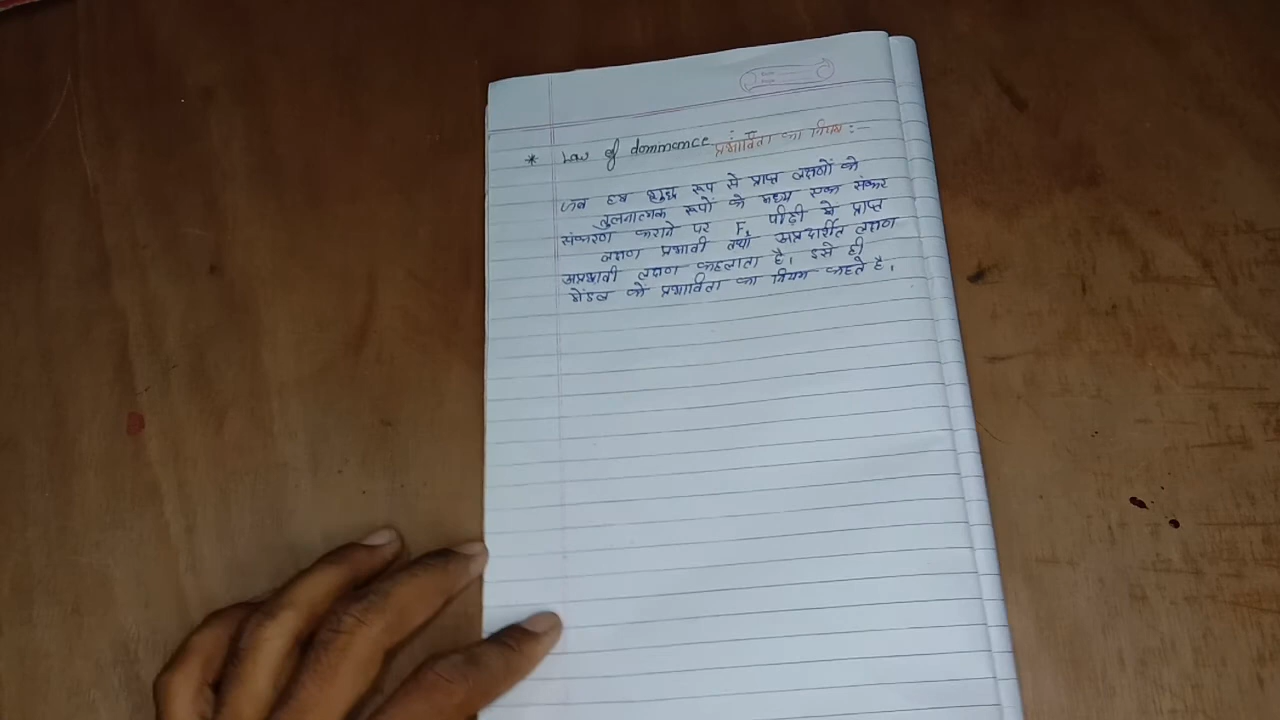 * Law of dominance प्रभाविता का नियम :-
जब हम शुद्ध रूप से प्राप्त लक्षणों के
तुलनात्मक रूपों के मध्य एक संकर
संकरण कराते पर F₁ पीढ़ी मे प्राप्त
लक्षण प्रभावी तथा अप्रदर्शित लक्षण
अप्रभावी लक्षण कहलाता है। इसे ही
मेंडल के प्रभाविता का नियम कहते है।